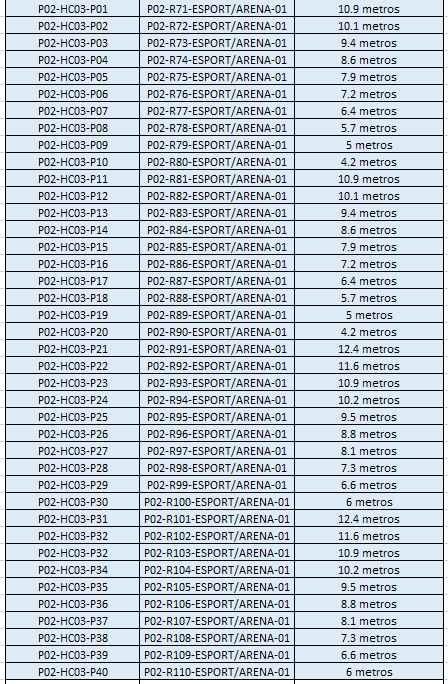 P02-HC03-P01 P02-R71-ESPORT/ARENA-01 10.9 metros
P02-HC03-P02 P02-R72-ESPORT/ARENA-01 10.1 metros
P02-HC03-P03 P02-R73-ESPORT/ARENA-01 9.4 metros
P02-HC03-P04 P02-R74-ESPORT/ARENA-01 8.6 metros
P02-HC03-P05 P02-R75-ESPORT/ARENA-01 7.9 metros
P02-HC03-P06 P02-R76-ESPORT/ARENA-01 7.2 metros
P02-HC03-P07 P02-R77-ESPORT/ARENA-01 6.4 metros
P02-HC03-P08 P02-R78-ESPORT/ARENA-01 5.7 metros
P02-HC03-P09 P02-R79-ESPORT/ARENA-01 5 metros
P02-HC03-P10 P02-R80-ESPORT/ARENA-01 4.2 metros
P02-HC03-P11 P02-R81-ESPORT/ARENA-01 10.9 metros
P02-HC03-P12 P02-R82-ESPORT/ARENA-01 10.1 metros
P02-HC03-P13 P02-R83-ESPORT/ARENA-01 9.4 metros
P02-HC03-P14 P02-R84-ESPORT/ARENA-01 8.6 metros
P02-HC03-P15 P02-R85-ESPORT/ARENA-01 7.9 metros
P02-HC03-P16 P02-R86-ESPORT/ARENA-01 7.2 metros
P02-HC03-P17 P02-R87-ESPORT/ARENA-01 6.4 metros
P02-HC03-P18 P02-R88-ESPORT/ARENA-01 5.7 metros
P02-HC03-P19 P02-R89-ESPORT/ARENA-01 5 metros
P02-HC03-P20 P02-R90-ESPORT/ARENA-01 4.2 metros
P02-HC03-P21 P02-R91-ESPORT/ARENA-01 12.4 metros
P02-HC03-P22 P02-R92-ESPORT/ARENA-01 11.6 metros
P02-HC03-P23 P02-R93-ESPORT/ARENA-01 10.9 metros
P02-HC03-P24 P02-R94-ESPORT/ARENA-01 10.2 metros
P02-HC03-P25 P02-R95-ESPORT/ARENA-01 9.5 metros
P02-HC03-P26 P02-R96-ESPORT/ARENA-01 8.8 metros
P02-HC03-P27 P02-R97-ESPORT/ARENA-01 8.1 metros
P02-HC03-P28 P02-R98-ESPORT/ARENA-01 7.3 metros
P02-HC03-P29 P02-R99-ESPORT/ARENA-01 6.6 metros
P02-HC03-P30 P02-R100-ESPORT/ARENA-01 6 metros
P02-HC03-P31 P02-R101-ESPORT/ARENA-01 12.4 metros
P02-HC03-P32 P02-R102-ESPORT/ARENA-01 11.6 metros
P02-HC03-P32 P02-R103-ESPORT/ARENA-01 10.9 metros
P02-HC03-P34 P02-R104-ESPORT/ARENA-01 10.2 metros
P02-HC03-P35 P02-R105-ESPORT/ARENA-01 9.5 metros
P02-HC03-P36 P02-R106-ESPORT/ARENA-01 8.8 metros
P02-HC03-P37 P02-R107-ESPORT/ARENA-01 8.1 metros
P02-HC03-P38 P02-R108-ESPORT/ARENA-01 7.3 metros
P02-HC03-P39 P02-R109-ESPORT/ARENA-01 6.6 metros
P02-HC03-P40 P02-R110-ESPORT/ARENA-01 6 metros